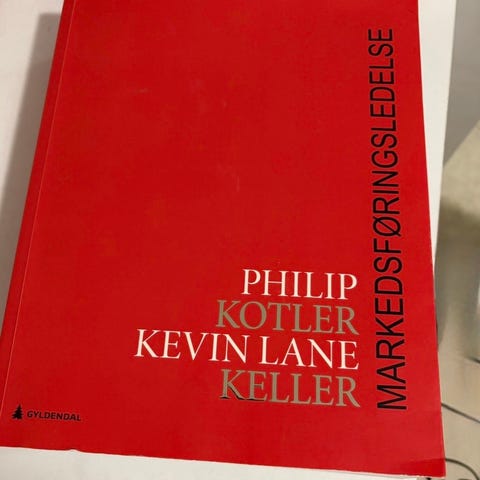 MARKEDSFØRINGSLEDELSE
PHILIP
KOTLER
KEVIN LANE
KELLER
GYLDENDAL